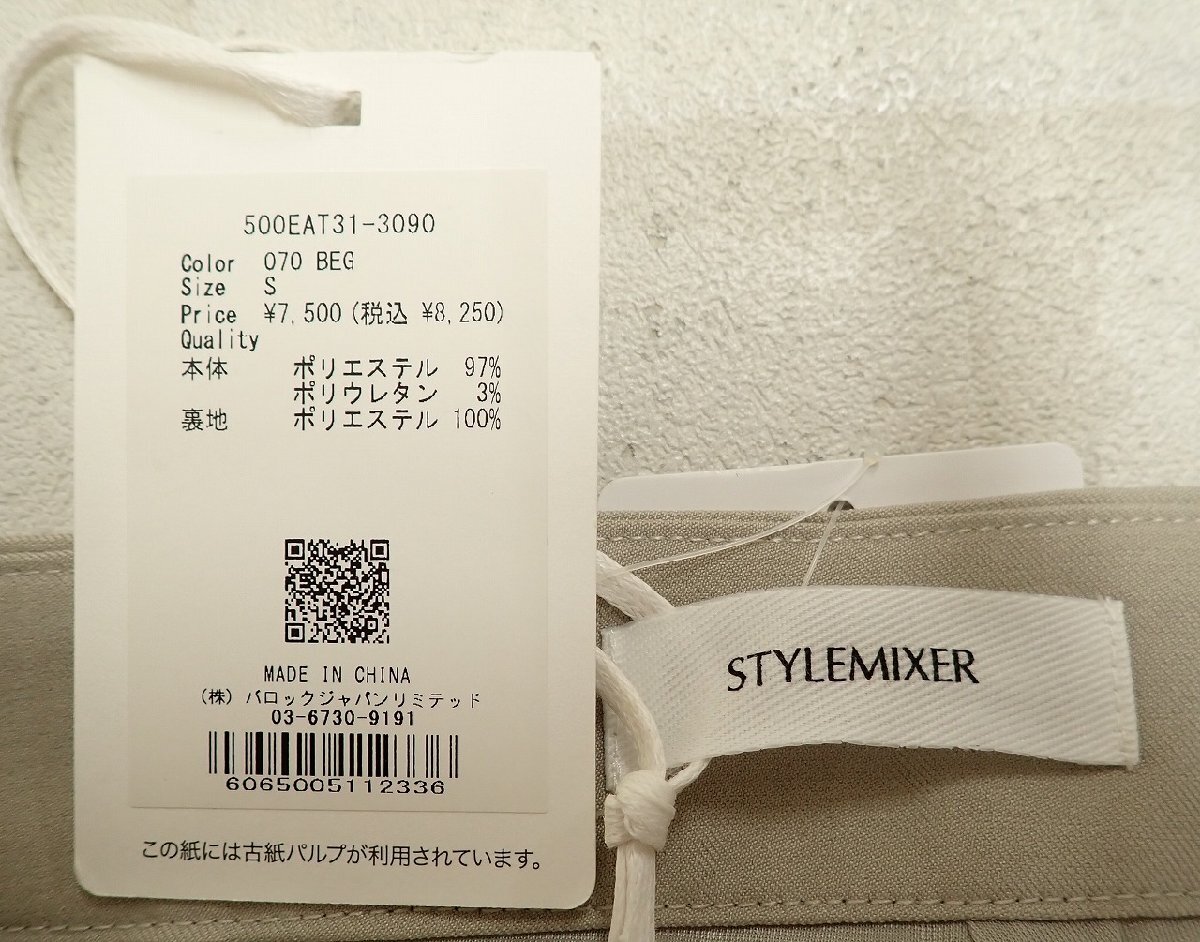 500EAT31-3090
Color 070 BEG
Size S
Price ¥7,500(税込 ¥8,250)
Quality
本体 ポリエステル 97%
ポリウレタン 3%
裏地 ポリエステル 100%
MADE IN CHINA
(株) バロックジャパンリミテッド
03-6730-9191
6065005112336
この紙には古紙パルプが利用されています。
STYLEMIXER